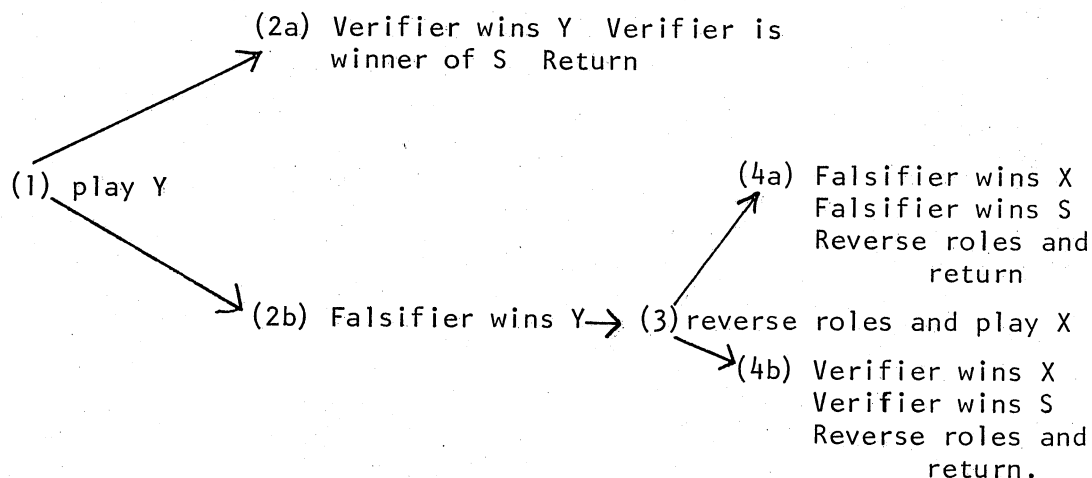 (2a) Verifier wins Y Verifier is
winner of S Return
(1) play Y
(4a) Falsifier wins X
Falsifier wins S
Reverse roles and
return
(2b) Falsifier wins Y → (3) reverse roles and play X
(4b) Verifier wins X
Verifier wins S
Reverse roles and
return.